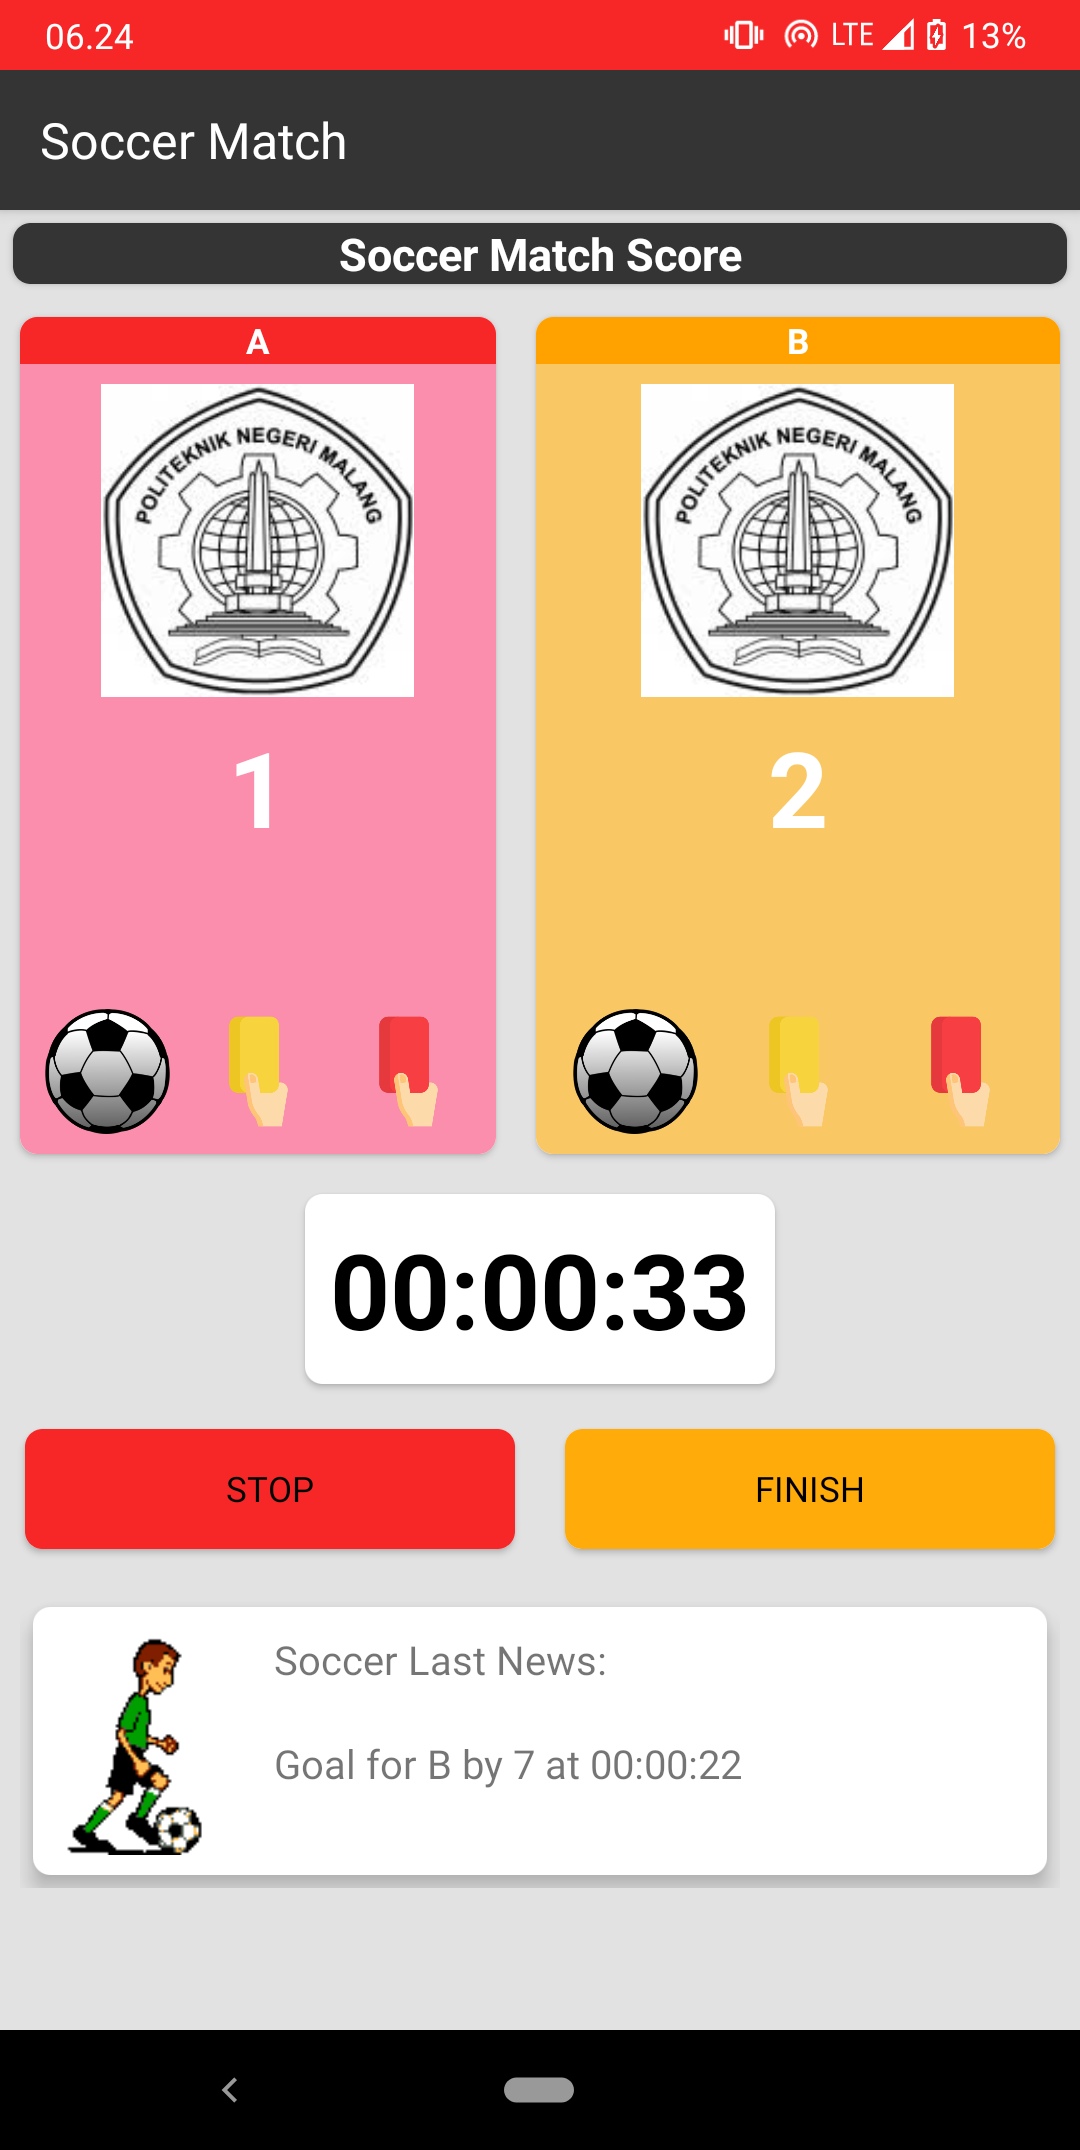 06.24 LTE 13%
Soccer Match
Soccer Match Score
A
B
POLITEKNIK NEGERI MALANG
POLITEKNIK NEGERI MALANG
1
2
00:00:33
STOP
FINISH
Soccer Last News:
Goal for B by 7 at 00:00:22